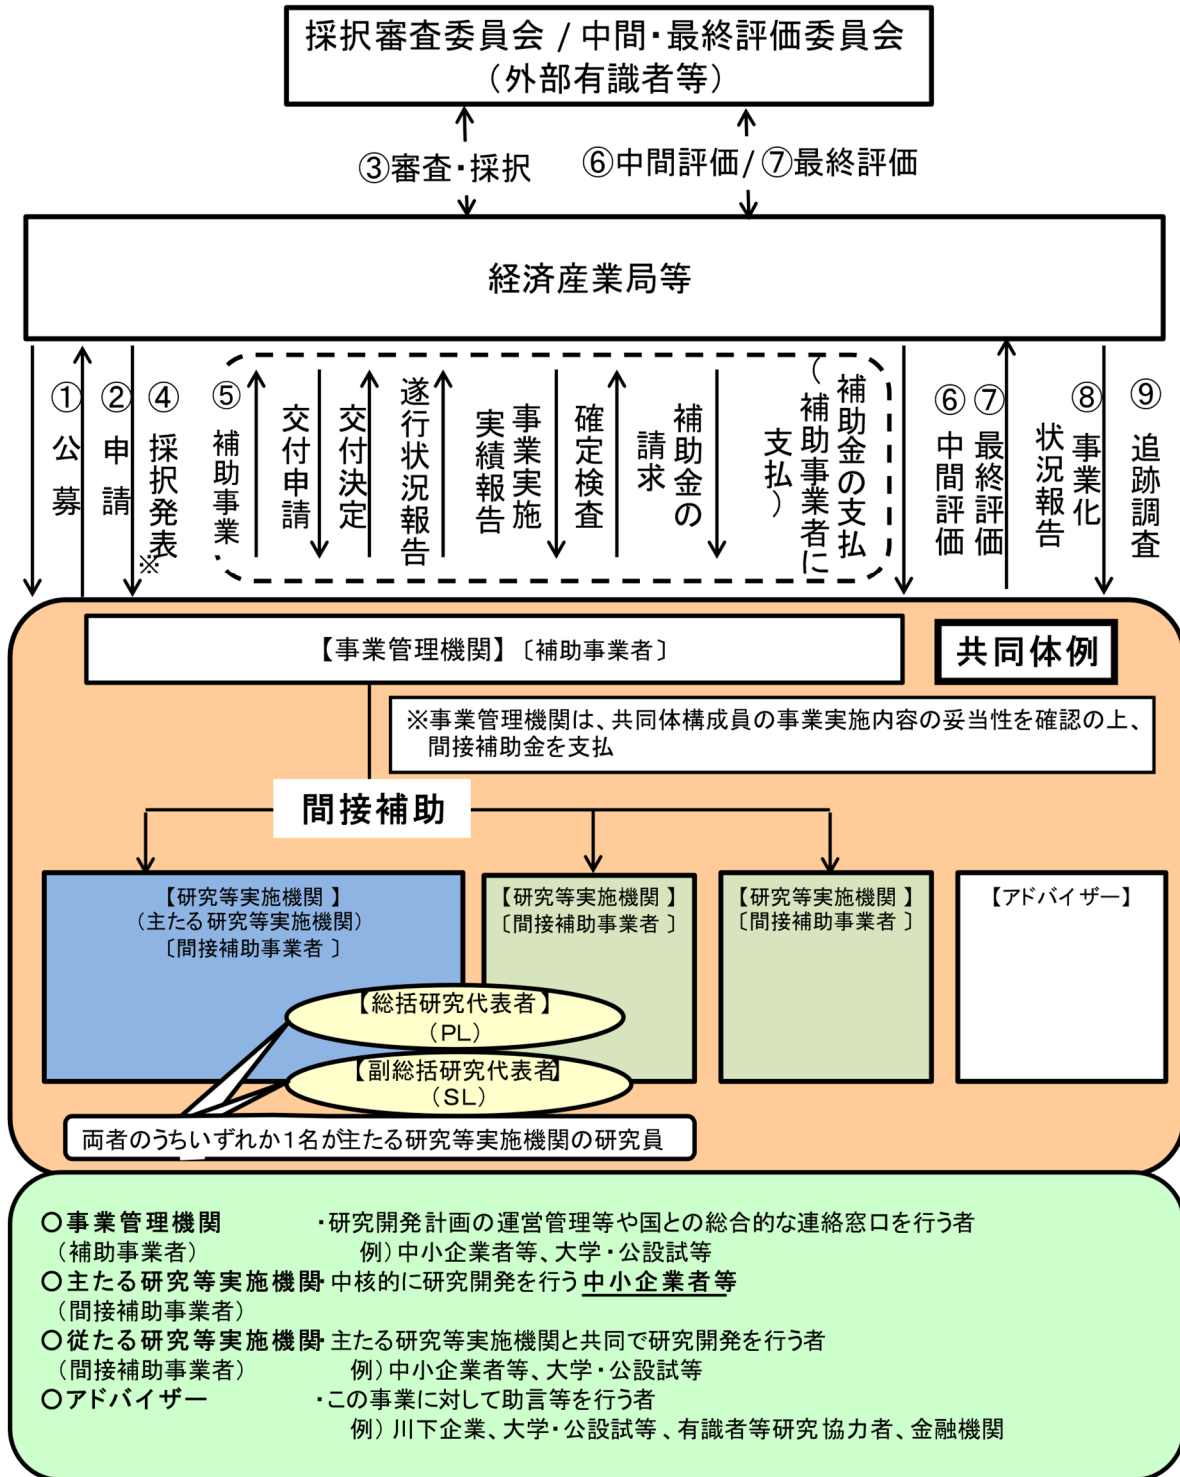 採択審査委員会 / 中間・最終評価委員会
（外部有識者等）
③審査・採択
⑥中間評価/ ⑦最終評価
経済産業局等
①公募
②申請
④採択発表
※
⑤補助事業
交付申請
交付決定
遂行状況報告
事業実施
実績報告
確定検査
補助金の
請求
補助金の支払
（補助事業者に
支払）
⑥中間評価
⑦最終評価
⑧事業化
状況報告
⑨追跡調査
【事業管理機関】〔補助事業者〕
共同体例
※事業管理機関は、共同体構成員の事業実施内容の妥当性を確認の上、
間接補助金を支払
間接補助
【研究等実施機関】
（主たる研究等実施機関）
〔間接補助事業者〕
【研究等実施機関】
〔間接補助事業者〕
【研究等実施機関】
〔間接補助事業者〕
【アドバイザー】
【総括研究代表者】
（PL）
【副総括研究代表者】
（SL）
両者のうちいずれか１名が主たる研究等実施機関の研究員
○事業管理機関 ・研究開発計画の運営管理等や国との総合的な連絡窓口を行う者
（補助事業者） 例）中小企業者等、大学・公設試等
○主たる研究等実施機関・中核的に研究開発を行う中小企業者等
（間接補助事業者）
○従たる研究等実施機関・主たる研究等実施機関と共同で研究開発を行う者
（間接補助事業者） 例）中小企業者等、大学・公設試等
○アドバイザー ・この事業に対して助言等を行う者
例）川下企業、大学・公設試等、有識者等研究協力者、金融機関